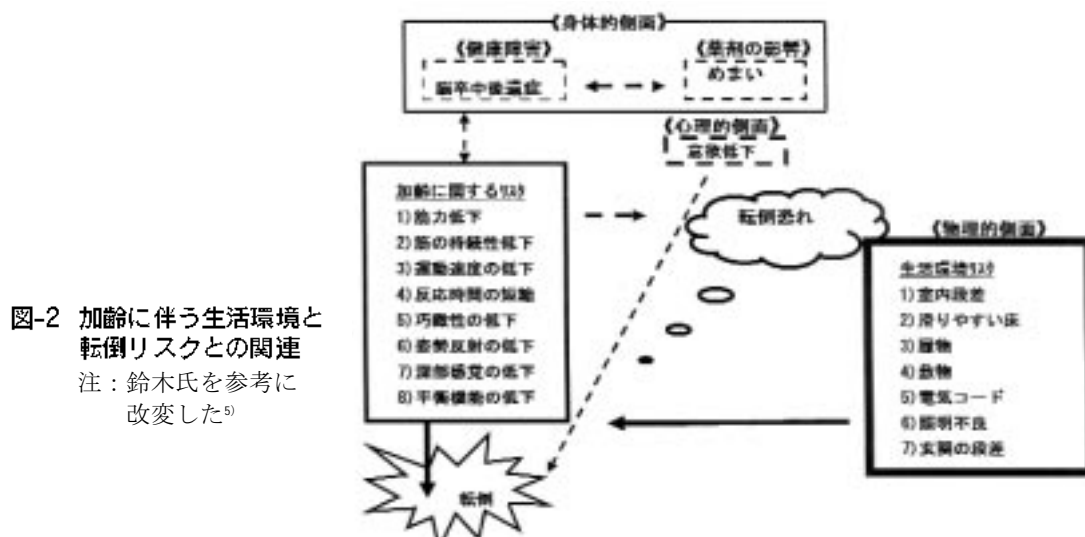 《身体的側面》
《健康障害》
《薬剤の影響》
脳卒中後遺症
めまい
《心理的側面》
意欲低下
加齢に関するリスク
1)筋力低下
2)筋の持続性低下
3)運動速度の低下
4)反応時間の短縮
5)巧緻性の低下
6)姿勢反射の低下
7)深部感覚の低下
8)平衡機能の低下
転倒恐れ
《物理的側面》
生活環境リスク
1)室内段差
2)滑りやすい床
3)履物
4)敷物
5)電気コード
6)照明不良
7)玄関の段差
転倒
図-2 加齢に伴う生活環境と
転倒リスクとの関連
注：鈴木氏を参考に
改変した5)